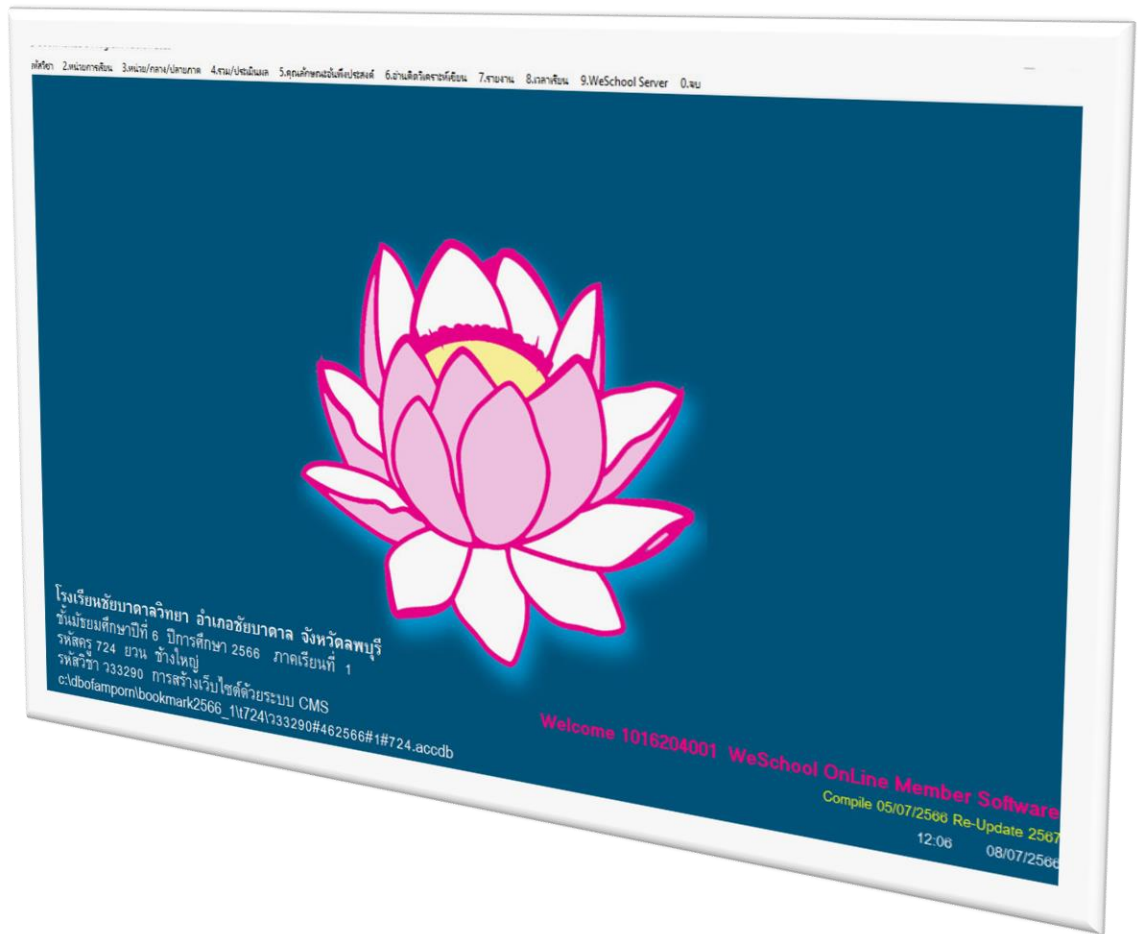 หัสวิชา 2.หน่วยการเรียน 3.หน่วย/กลาง/ปลายภาค 4.รวม/ประเมินผล 5.คุณลักษณะอันพึงประสงค์ 6.อ่านคิดวิเคราะห์เขียน 7.รายงาน 8.เวลาเรียน 9.WeSchool Server 0.จบ
โรงเรียนชัยบาดาลวิทยา อำเภอชัยบาดาล จังหวัดลพบุรี
ชั้นมัธยมศึกษาปีที่ 6 ปีการศึกษา 2566 ภาคเรียนที่ 1
รหัสครู 724 ยวน ช้างใหญ่
รหัสวิชา ว33290 การสร้างเว็บไซต์ด้วยระบบ CMS
c:\dbofamporn\bookmark2566_1\t724\ว33290#462566#1#724.accdb
Welcome 1016204001 WeSchool OnLine Member Software
Compile 05/07/2566 Re-Update 2567
12:06 08/07/2566